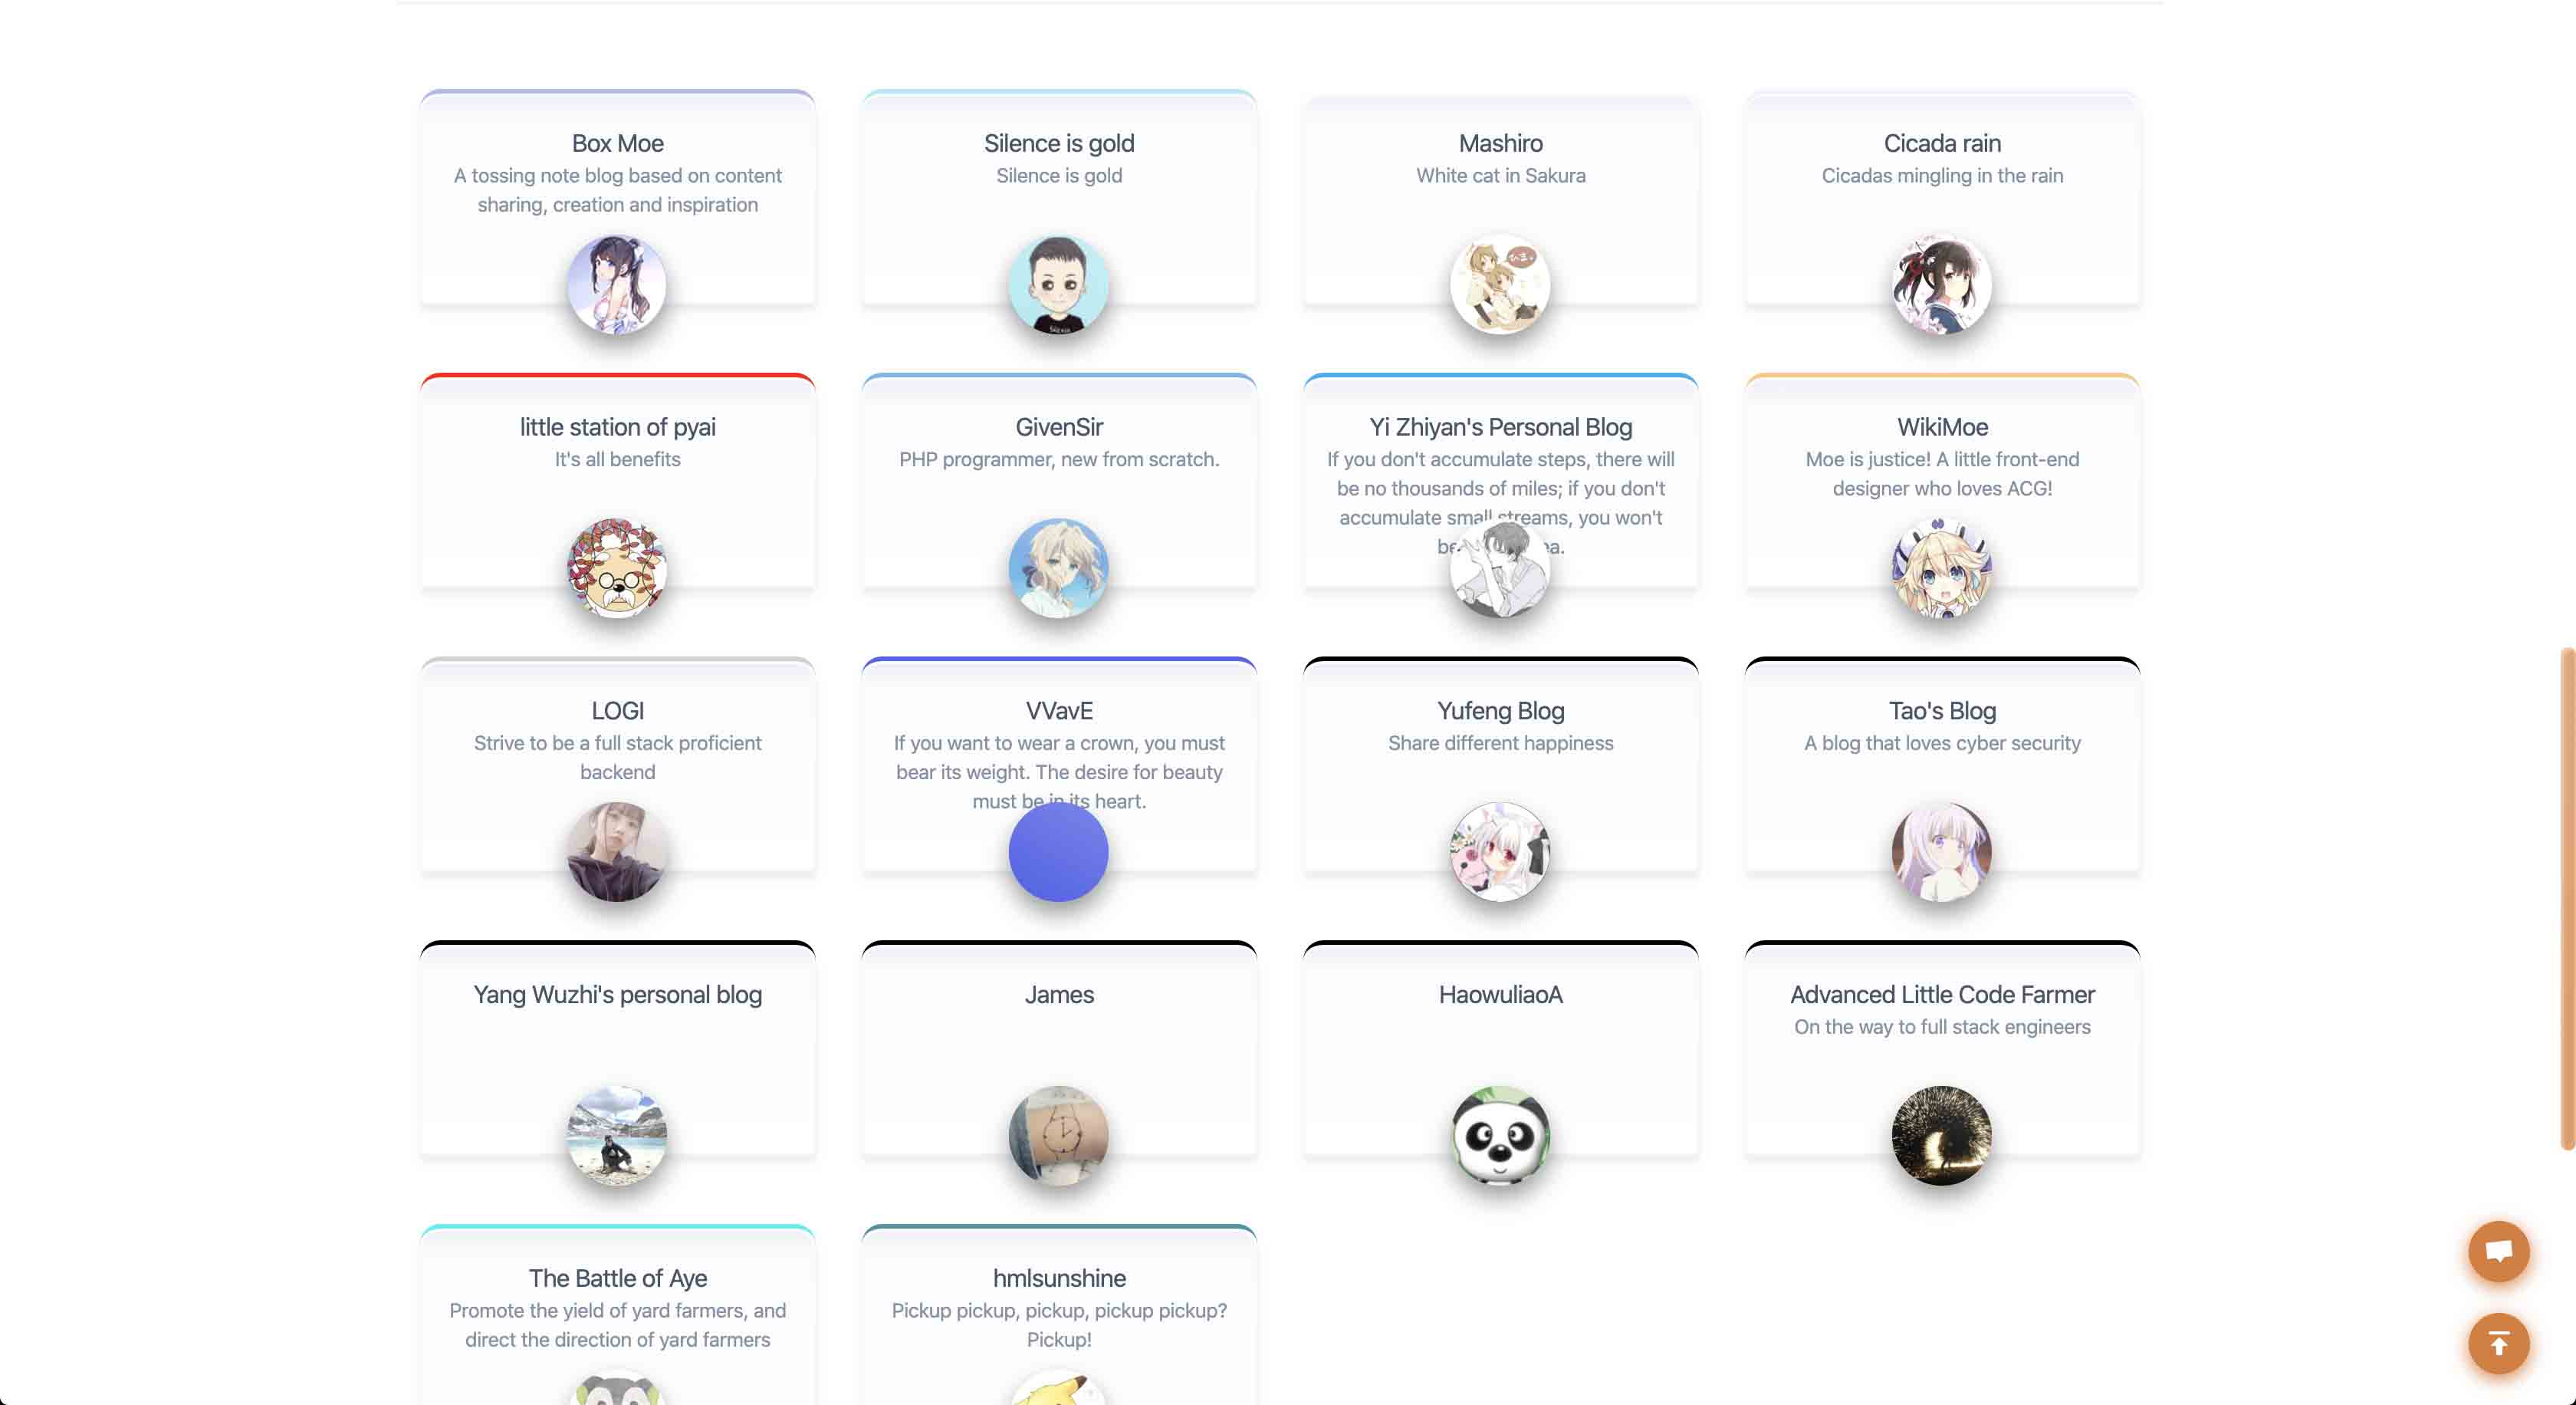 Box Moe
A tossing note blog based on content
sharing, creation and inspiration
Silence is gold
Silence is gold
Mashiro
White cat in Sakura
Cicada rain
Cicadas mingling in the rain
little station of pyai
It's all benefits
GivenSir
PHP programmer, new from scratch.
Yi Zhiyan's Personal Blog
If you don't accumulate steps, there will
be no thousands of miles; if you don't
accumulate small streams, you won't
WikiMoe
Moe is justice! A little front-end
designer who loves ACG!
LOGI
Strive to be a full stack proficient
backend
VVavE
If you want to wear a crown, you must
bear its weight. The desire for beauty
must be in its heart.
Yufeng Blog
Share different happiness
Tao's Blog
A blog that loves cyber security
Yang Wuzhi's personal blog
James
HaowuliaoA
Advanced Little Code Farmer
On the way to full stack engineers
The Battle of Aye
Promote the yield of yard farmers, and
direct the direction of yard farmers
hmlsunshine
Pickup pickup, pickup, pickup pickup?
Pickup!